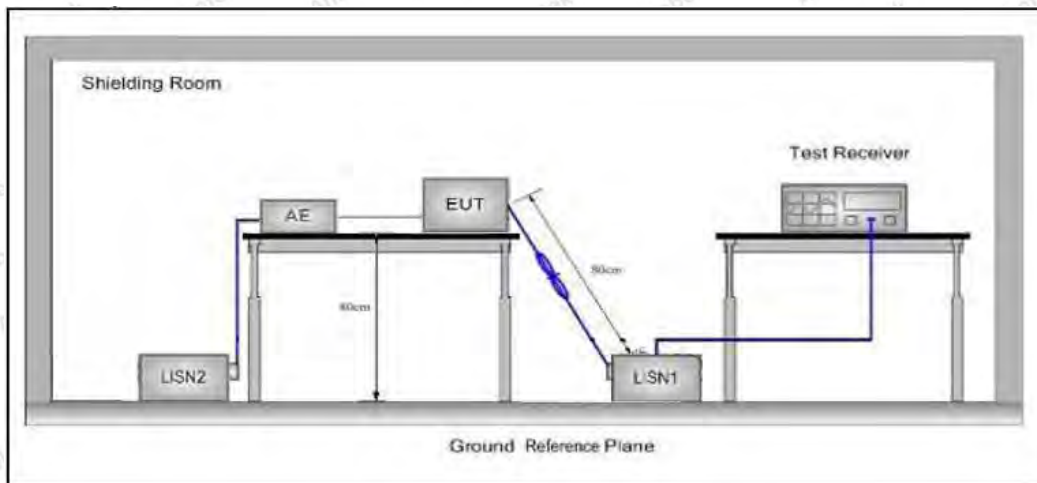 Shielding Room
Test Receiver
AE
EUT
80cm
80cm
LISN2
LISN1
Ground Reference Plane